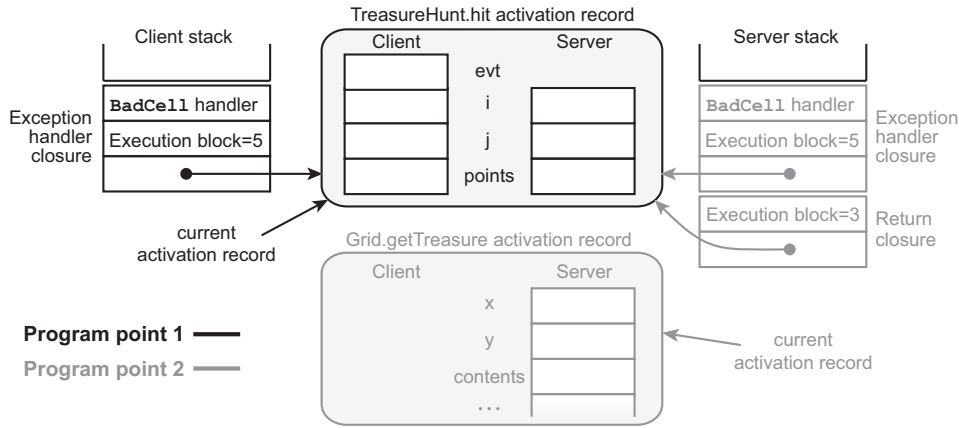 TreasureHunt.hit activation record
Client stack
Client
Server
Server stack
evt
i
j
points
BadCell handler
Execution block=5
Exception
handler
closure
current
activation record
BadCell handler
Execution block=5
Exception
handler
closure
Execution block=3
Return
closure
Grid.getTreasure activation record
Client
Server
x
y
contents
...
Program point 1
Program point 2
current
activation record